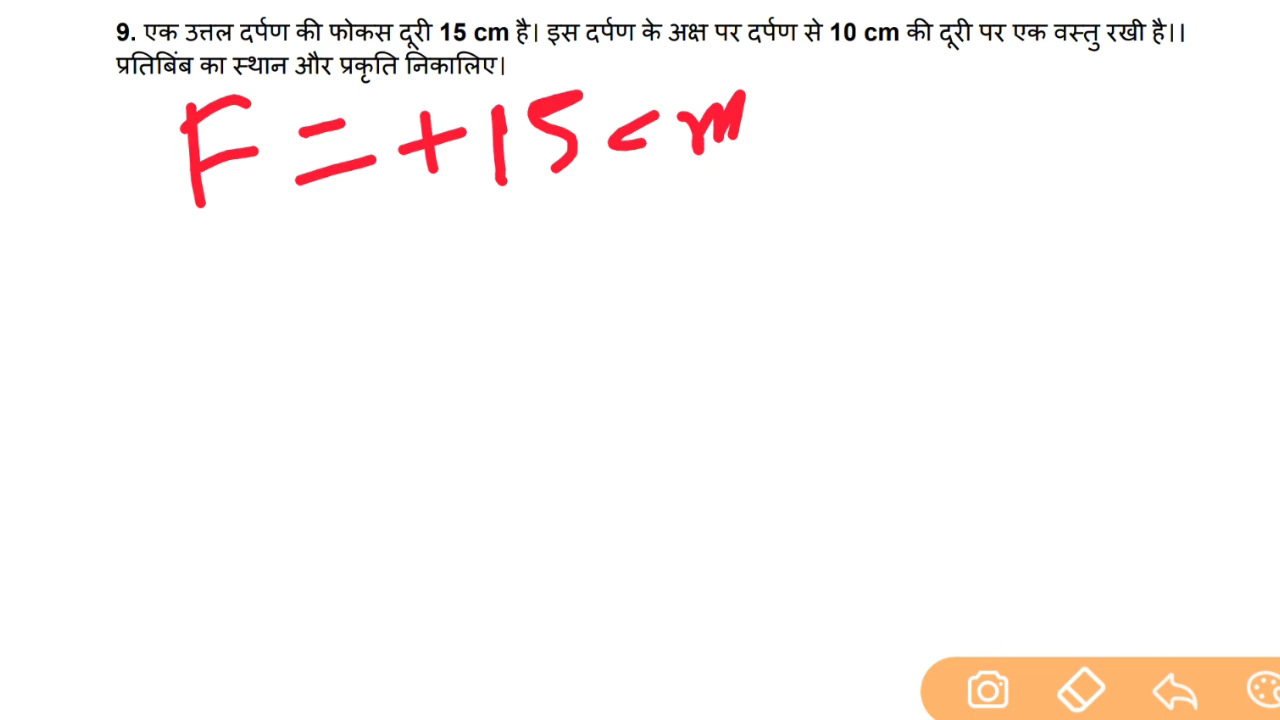 9. एक उत्तल दर्पण की फोकस दूरी 15 cm है। इस दर्पण के अक्ष पर दर्पण से 10 cm की दूरी पर एक वस्तु रखी है।।
प्रतिबिंब का स्थान और प्रकृति निकालिए।
F = +15 cm